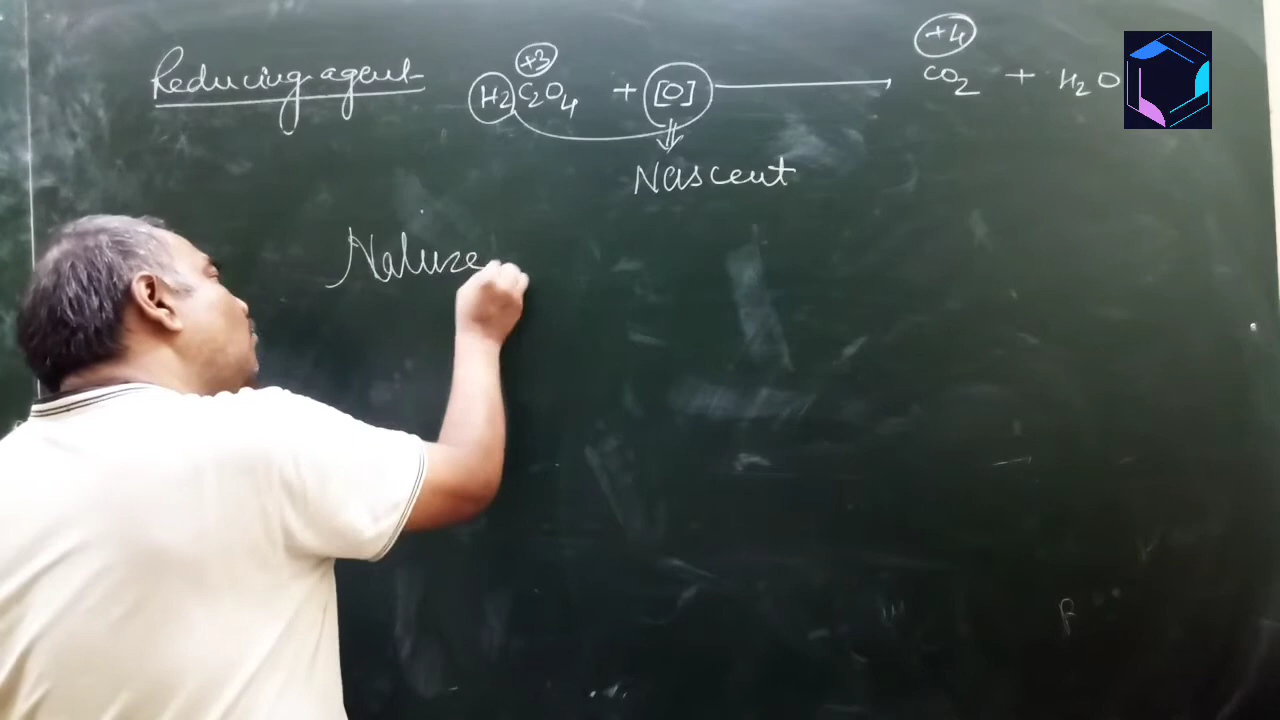 Reducing agent H2C2O4 + [O] → CO2 + H2O
+3 +4
Nascent
Nature